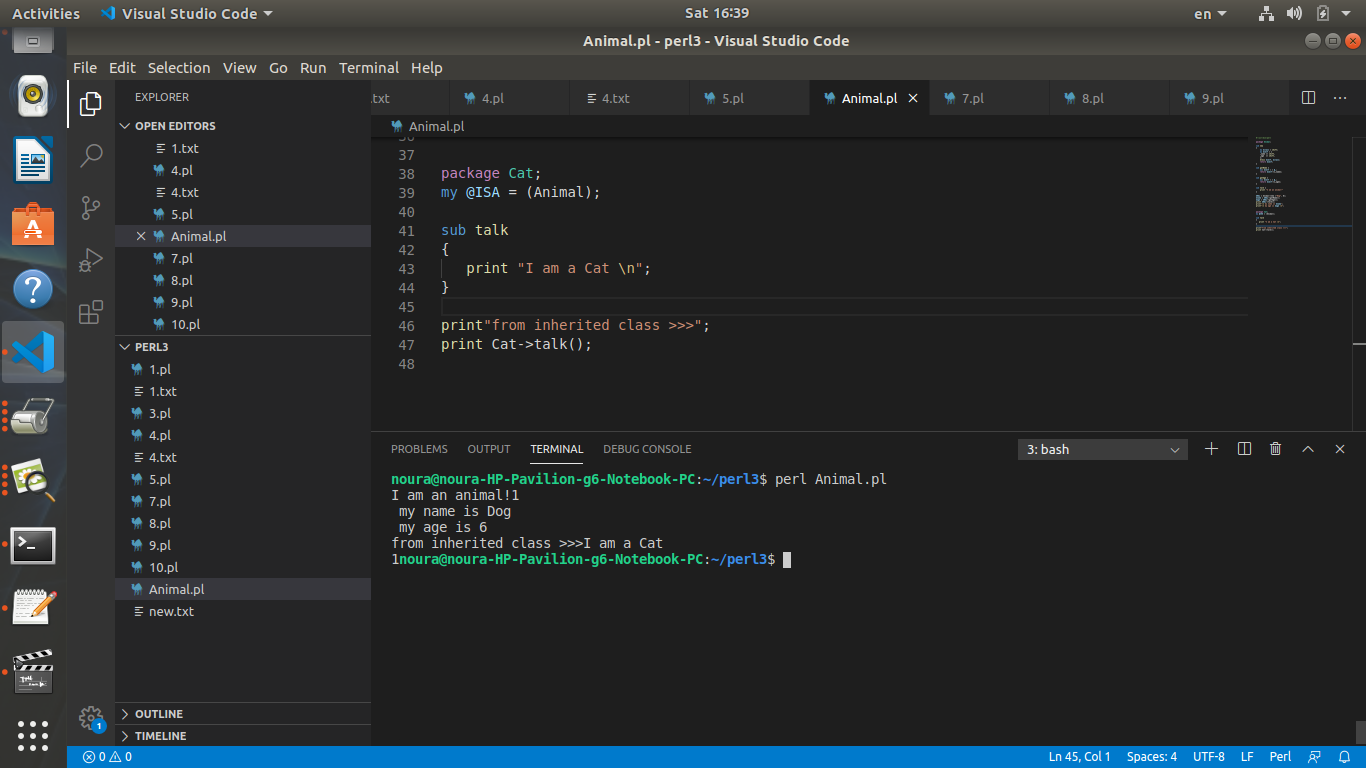 Activities
Visual Studio Code
Sat 16:39
en
Animal.pl - perl3 - Visual Studio Code
File Edit Selection View Go Run Terminal Help
EXPLORER
OPEN EDITORS
1.txt
4.pl
4.txt
5.pl
Animal.pl
7.pl
8.pl
9.pl
10.pl
PERL3
1.pl
1.txt
3.pl
4.pl
4.txt
5.pl
7.pl
8.pl
9.pl
10.pl
Animal.pl
new.txt
OUTLINE
TIMELINE
.txt 4.pl 4.txt 5.pl Animal.pl 7.pl 8.pl 9.pl
Animal.pl
36
37
38 package Cat;
39 my @ISA = (Animal);
40
41 sub talk
42 {
43 print "I am a Cat \n";
44 }
45
46 print"from inherited class >>>";
47 print Cat->talk();
48
PROBLEMS OUTPUT TERMINAL DEBUG CONSOLE
3: bash
noura@noura-HP-Pavilion-g6-Notebook-PC:~/perl3$ perl Animal.pl
I am an animal!1
my name is Dog
my age is 6
from inherited class >>>I am a Cat
1noura@noura-HP-Pavilion-g6-Notebook-PC:~/perl3$
1
0 0
Ln 45, Col 1 Spaces: 4 UTF-8 LF Perl